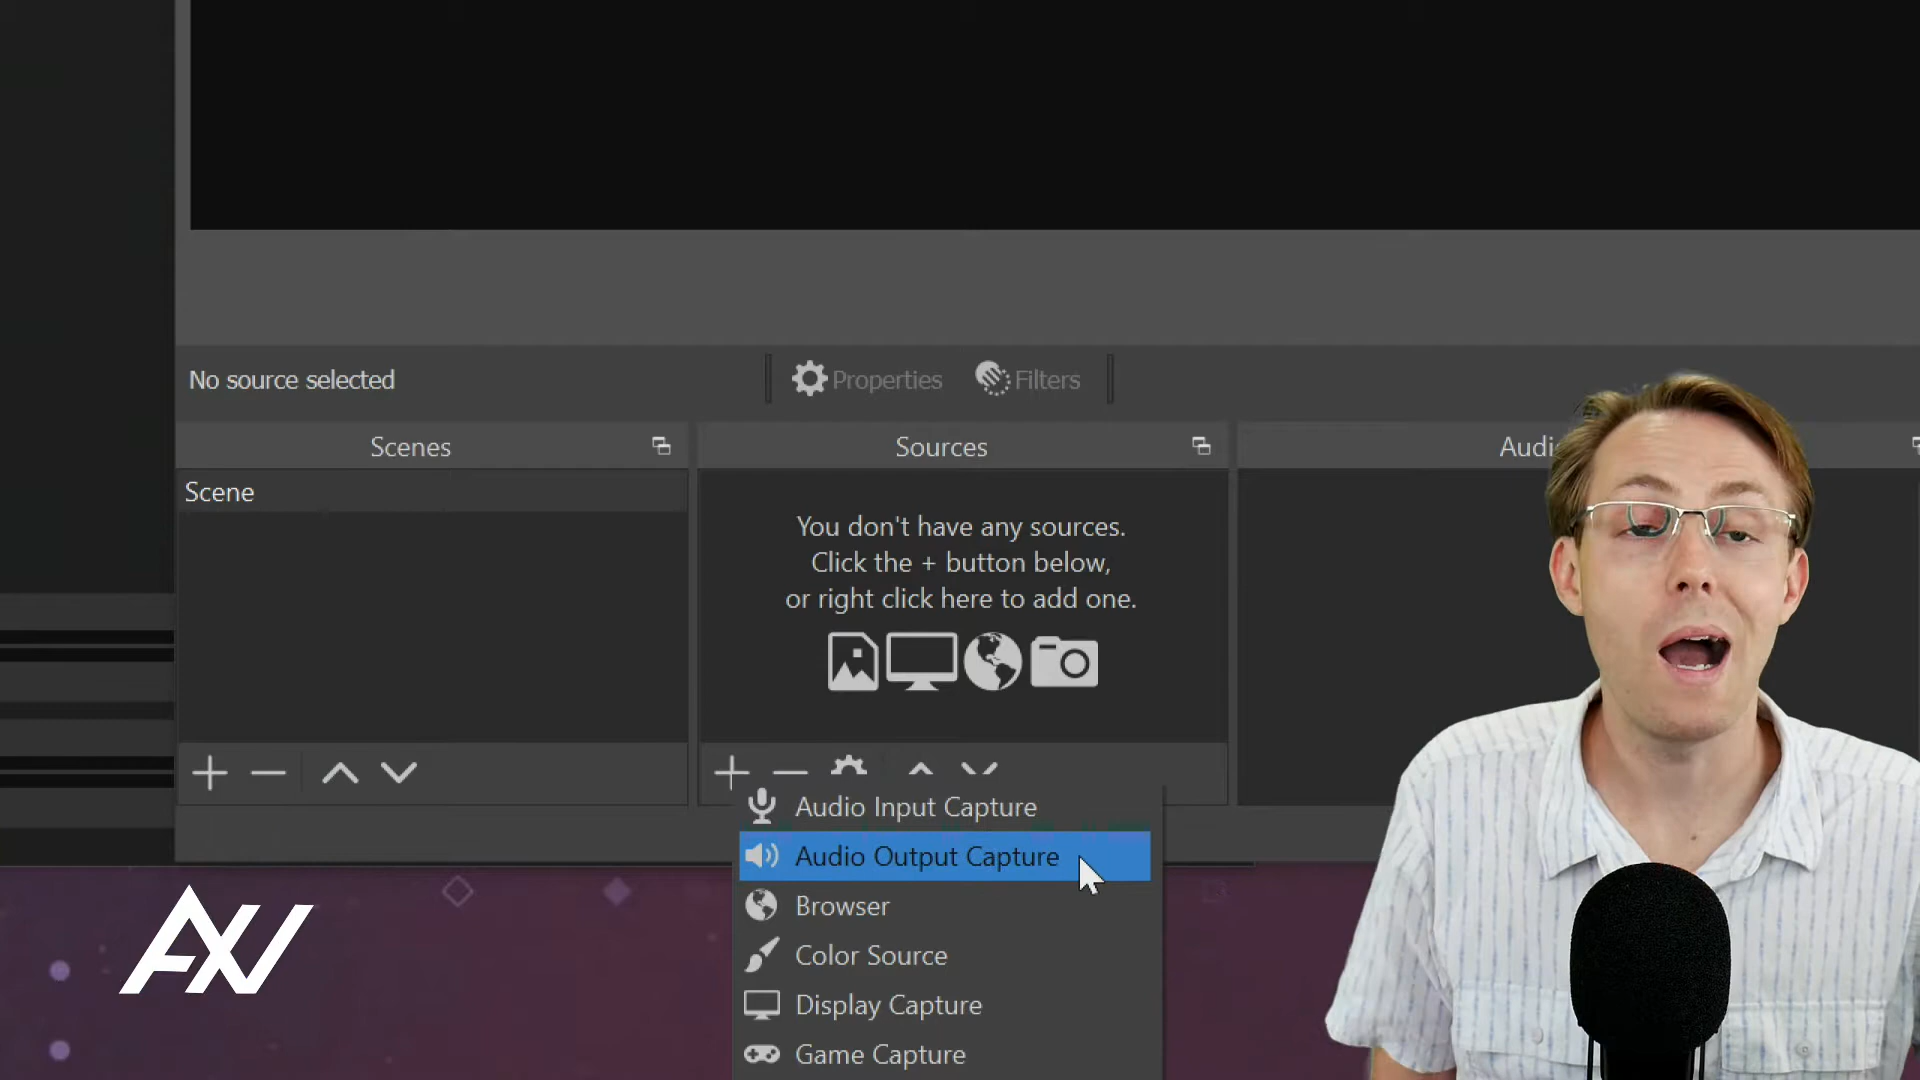 No source selected
Properties
Filters
Scenes
Sources
Scene
You don't have any sources.
Click the + button below,
or right click here to add one.
Audio Input Capture
Audio Output Capture
Browser
Color Source
Display Capture
Game Capture